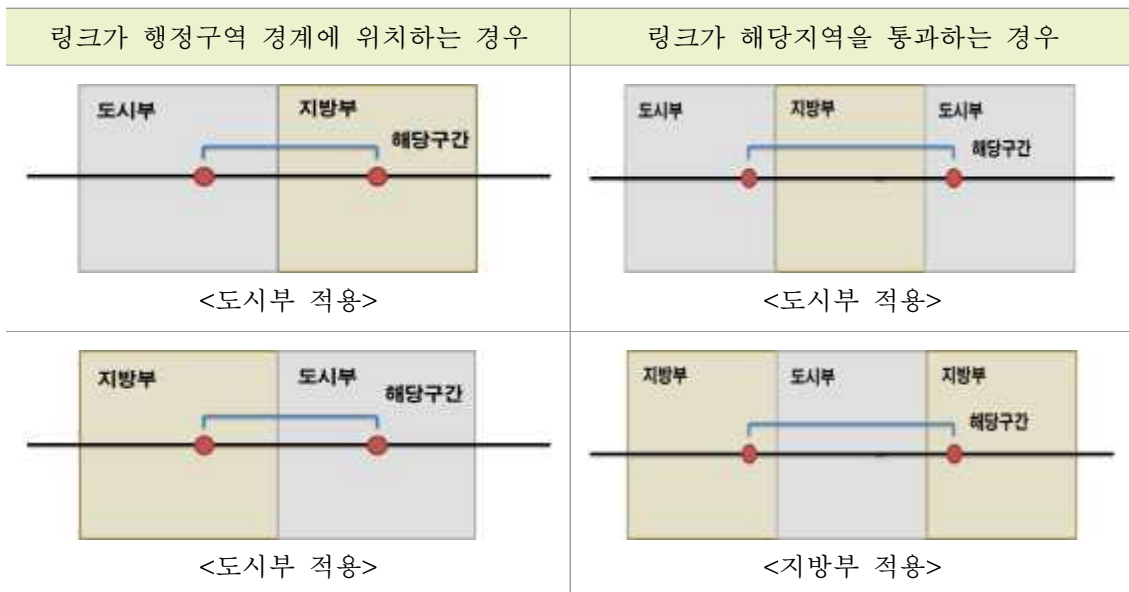 링크가 행정구역 경계에 위치하는 경우
링크가 해당지역을 통과하는 경우
도시부
지방부
해당구간
<도시부 적용>
도시부
지방부
도시부
해당구간
<도시부 적용>
지방부
도시부
해당구간
<도시부 적용>
지방부
도시부
지방부
해당구간
<지방부 적용>